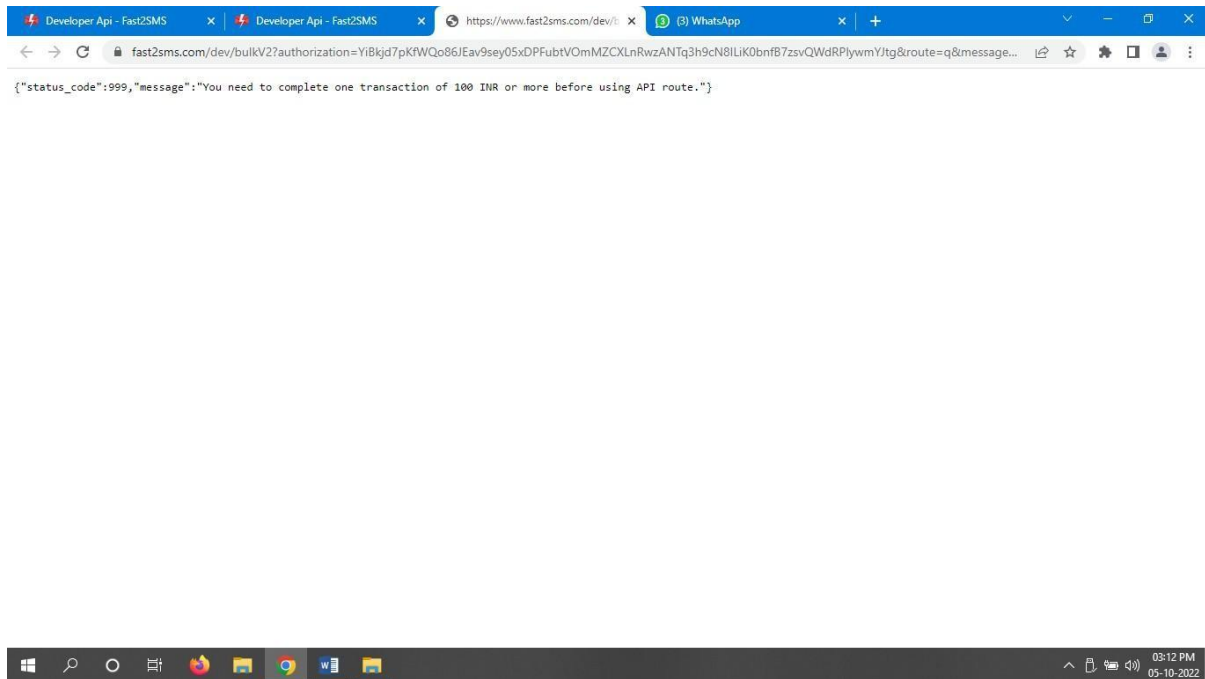 Developer Api - Fast2SMS
Developer Api - Fast2SMS
https://www.fast2sms.com/dev/b
(3) WhatsApp
fast2sms.com/dev/bulkV2?authorization=YiBkjd7pKfWQo86JEav9sey05xDPFubtVOmMZCXLnRwzANTq3h9cN8ILiK0bnfB7zsvQWdRPlywmYJtg&route=q&message...
{"status_code":999,"message":"You need to complete one transaction of 100 INR or more before using API route."}
03:12 PM
05-10-2022